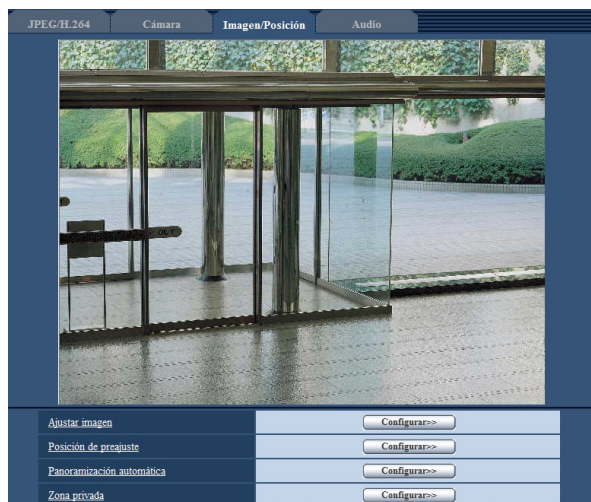 JPEG/H.264 Cámara Imagen/Posición Audio
OUT
Ajustar imagen Configurar>>
Posición de preajuste Configurar>>
Panoramización automática Configurar>>
Zona privada Configurar>>